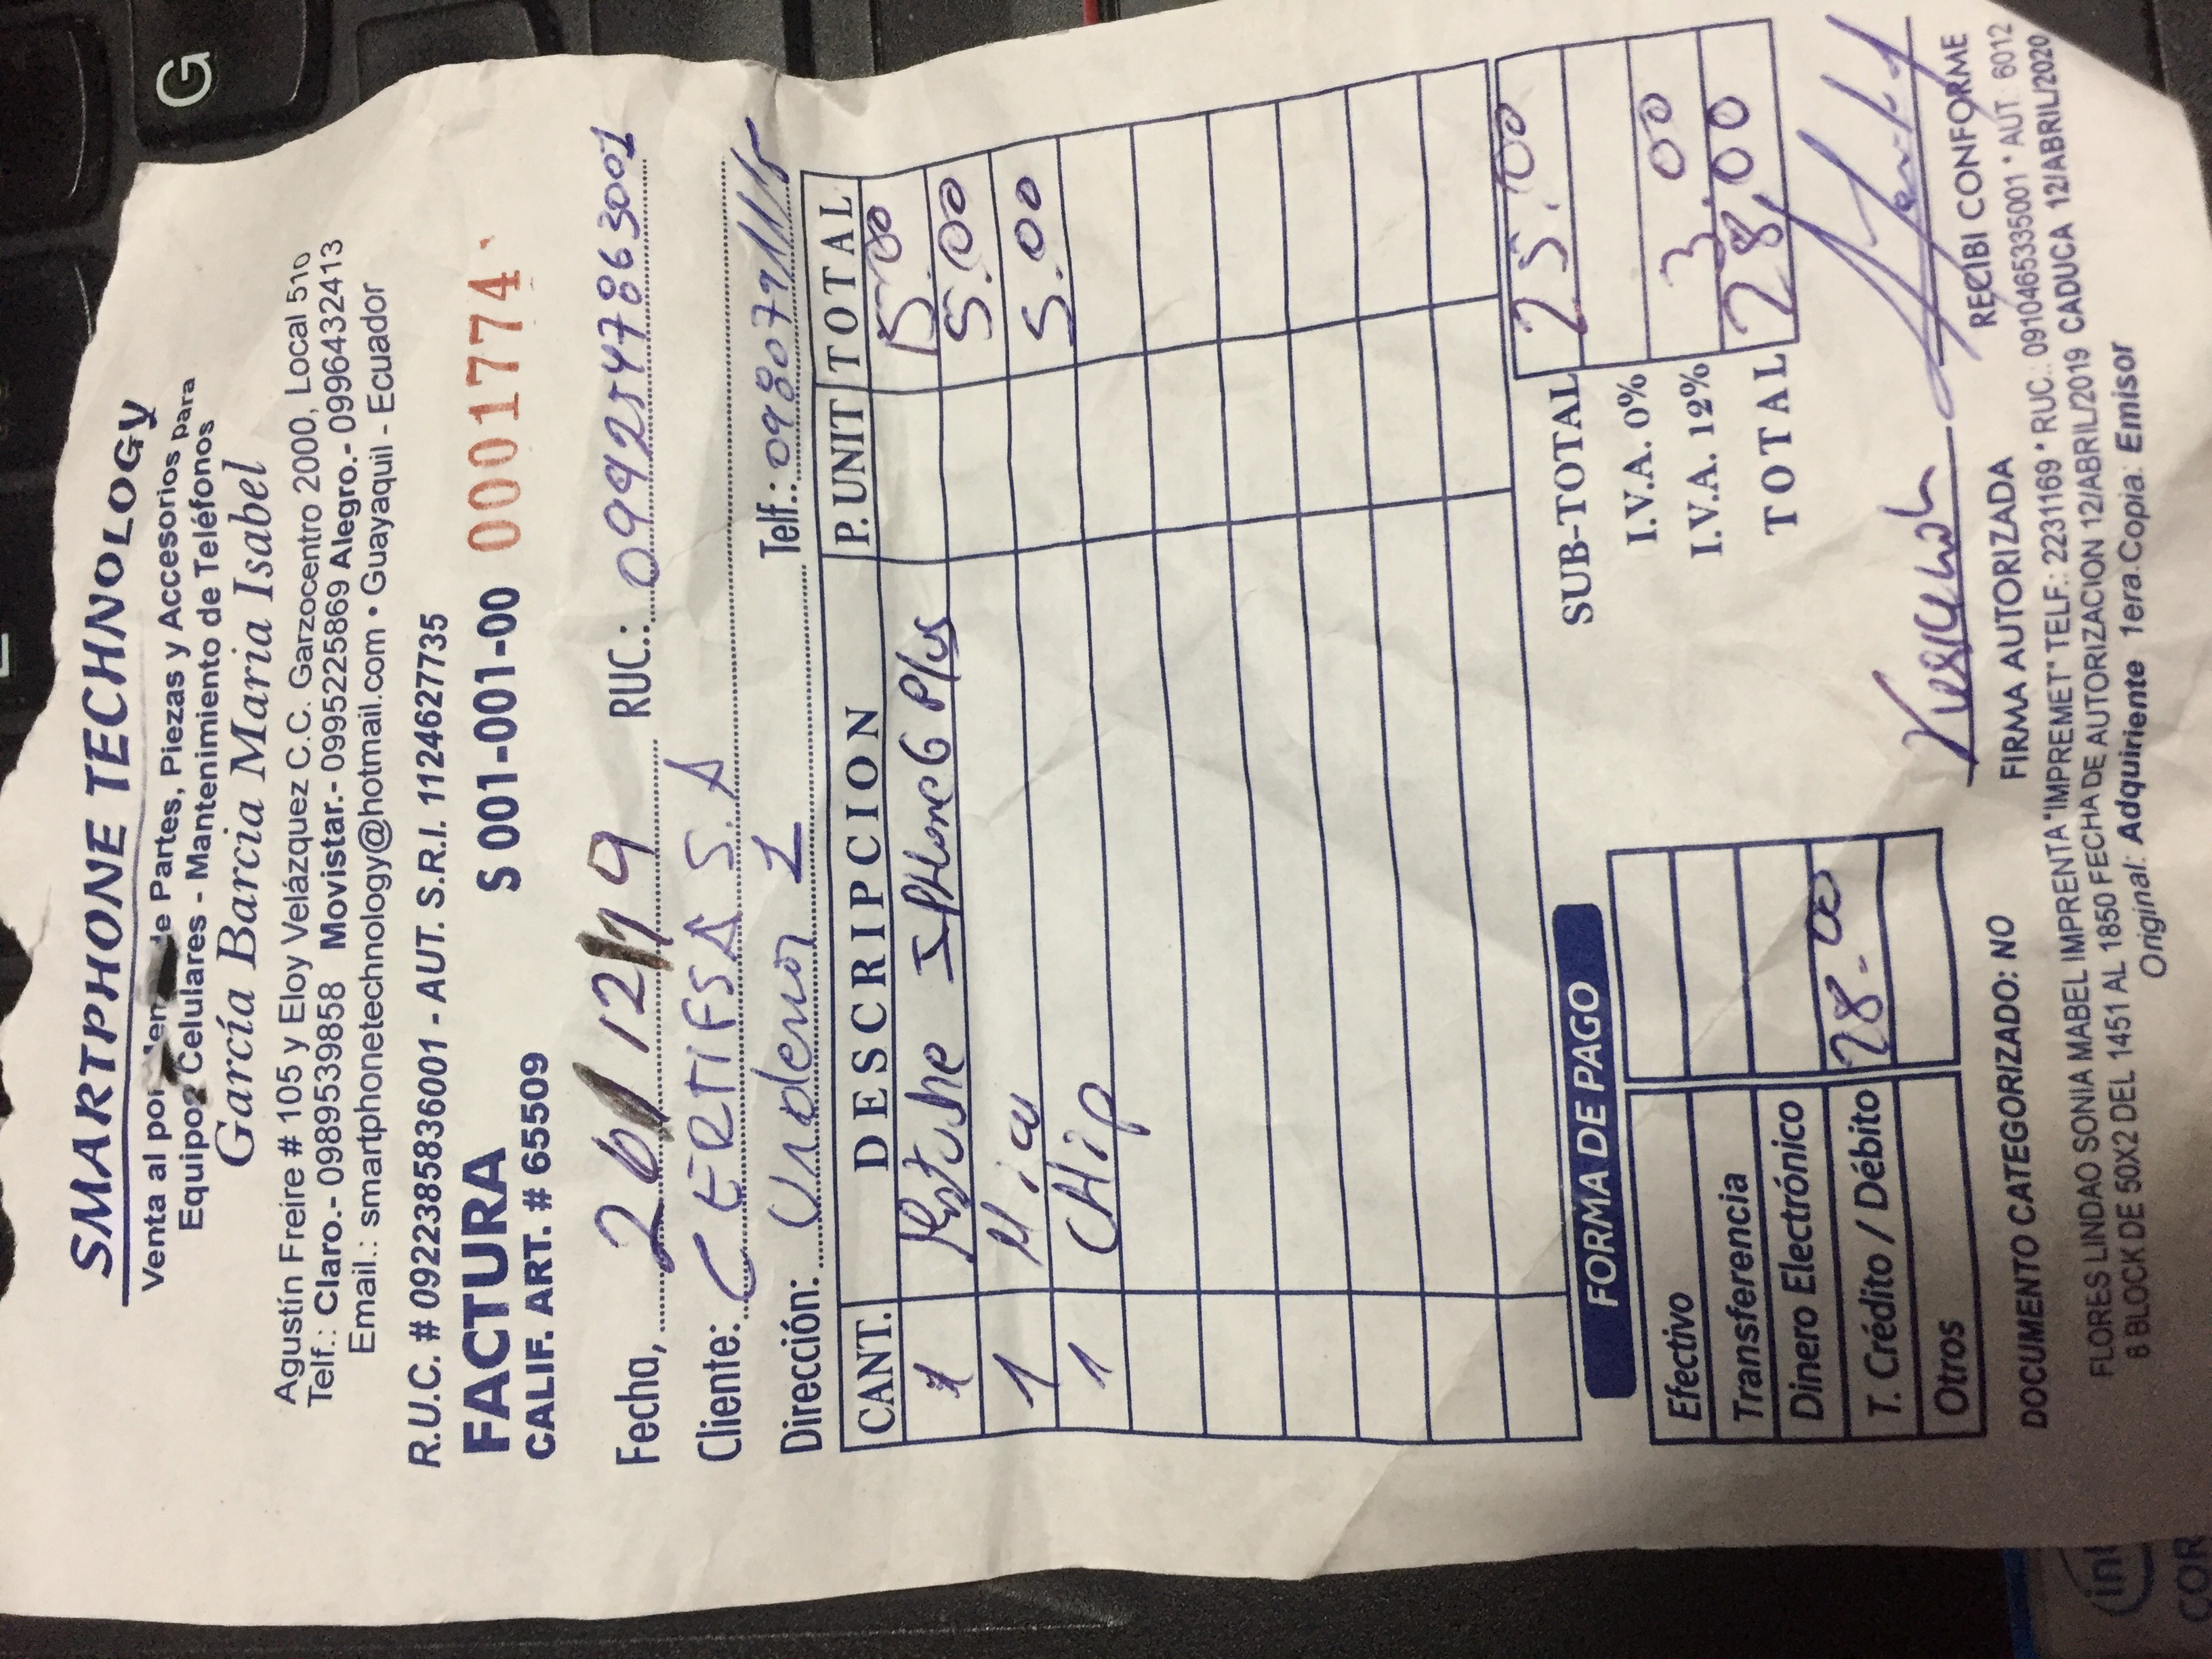 SMARTPHONE TECHNOLOGY
Venta al por de Partes, Piezas y Accesorios para
Equipos Celulares - Mantenimiento de Teléfonos
García Barcia Maria Isabel
Agustín Freire # 105 y Eloy Velázquez C.C. Garzocentro 2000, Local 510
Telf.: Claro.- 0989539858 Movistar.- 0995225869 Alegro.- 0996432413
Email.: smartphonetechnology@hotmail.com • Guayaquil - Ecuador
R.U.C. # 0922385836001 - AUT. S.R.I. 1124627735
FACTURA S 001-001-00 0001774
CALIF. ART. # 65509
Fecha, 20/12/19 RUC.: 0992547863001
Cliente: CERTIFSA S.A
Dirección: 1 Telf.: 0980791115
CANT. DESCRIPCION P. UNIT TOTAL
1 Estuche IPHone 6 Plus 15.00
1 Mica 5.00
1 CHip 5.00
SUB-TOTAL 25.00
I.V.A. 0%
I.V.A. 12% 3.00
TOTAL 28,00
FORMA DE PAGO
Efectivo
Transferencia
Dinero Electrónico
T. Crédito / Débito 28.00
Otros
FIRMA AUTORIZADA RECIBI CONFORME
DOCUMENTO CATEGORIZADO: NO
FLORES LINDAO SONIA MABEL IMPRENTA "IMPREMET" TELF.: 2231169 * RUC.: 0910465335001 * AUT. 6012
8 BLOCK DE 50X2 DEL 1451 AL 1850 FECHA DE AUTORIZACION 12/ABRIL/2019 CADUCA 12/ABRIL/2020
Original: Adquiriente 1era.Copia: Emisor
G